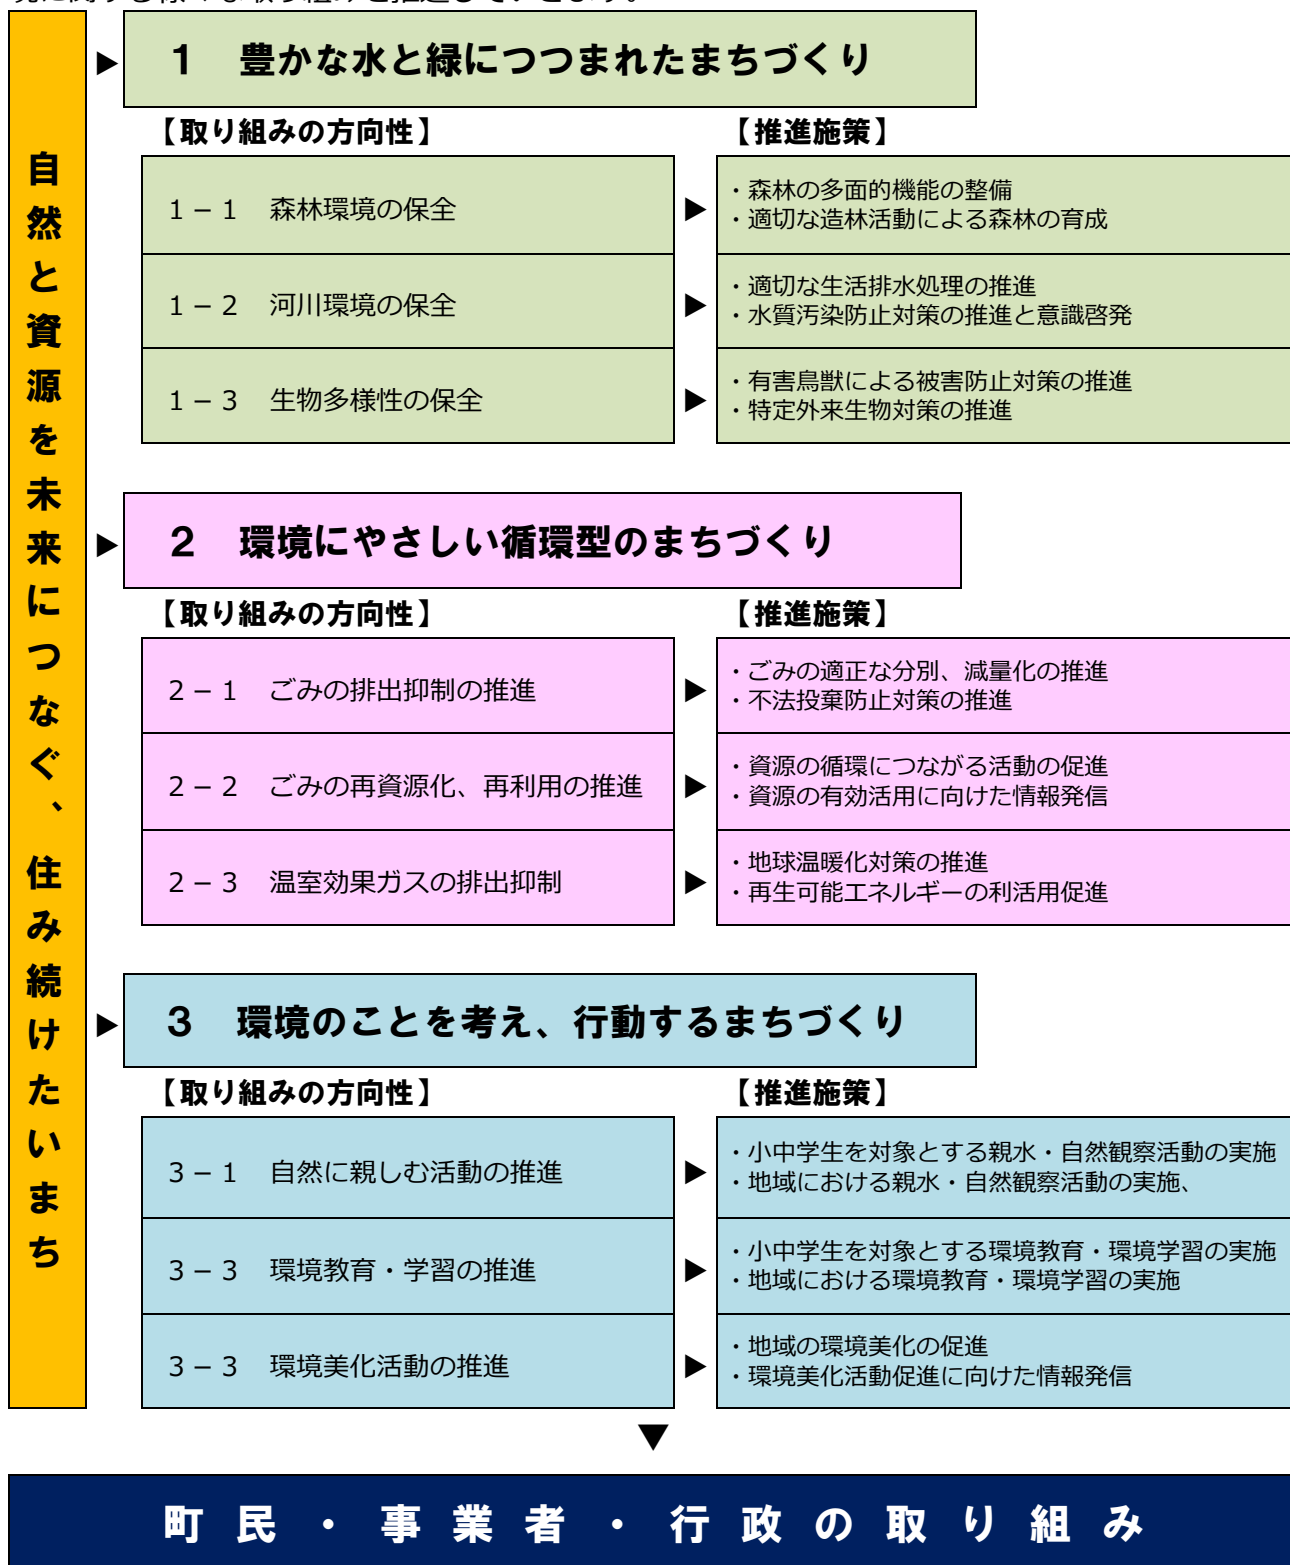 自然と資源を未来につなぐ、住み続けたいまち
▶
1 豊かな水と緑につつまれたまちづくり
【取り組みの方向性】
【推進施策】
1－1 森林環境の保全
▶
・森林の多面的機能の整備
・適切な造林活動による森林の育成
1－2 河川環境の保全
▶
・適切な生活排水処理の推進
・水質汚染防止対策の推進と意識啓発
1－3 生物多様性の保全
▶
・有害鳥獣による被害防止対策の推進
・特定外来生物対策の推進
▶
2 環境にやさしい循環型のまちづくり
【取り組みの方向性】
【推進施策】
2－1 ごみの排出抑制の推進
▶
・ごみの適正な分別、減量化の推進
・不法投棄防止対策の推進
2－2 ごみの再資源化、再利用の推進
▶
・資源の循環につながる活動の促進
・資源の有効活用に向けた情報発信
2－3 温室効果ガスの排出抑制
▶
・地球温暖化対策の推進
・再生可能エネルギーの利活用促進
▶
3 環境のことを考え、行動するまちづくり
【取り組みの方向性】
【推進施策】
3－1 自然に親しむ活動の推進
▶
・小中学生を対象とする親水・自然観察活動の実施
・地域における親水・自然観察活動の実施、
3－3 環境教育・学習の推進
▶
・小中学生を対象とする環境教育・環境学習の実施
・地域における環境教育・環境学習の実施
3－3 環境美化活動の推進
▶
・地域の環境美化の促進
・環境美化活動促進に向けた情報発信
▼
町民・事業者・行政の取り組み